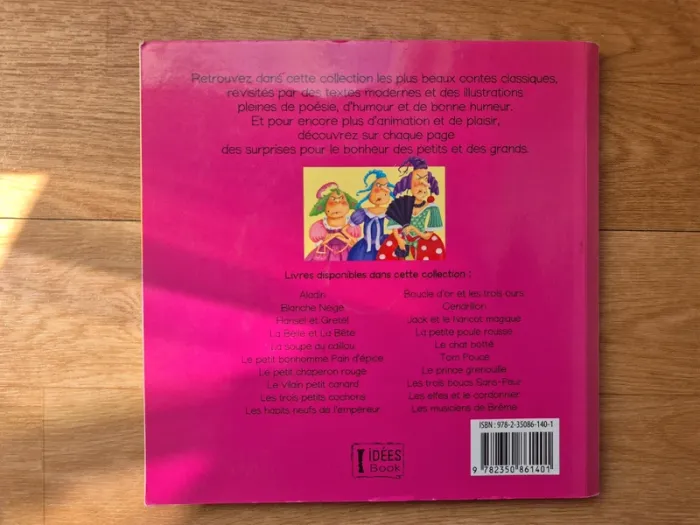 Retrouvez dans cette collection les plus beaux contes classiques,
revisités par des textes modernes et des illustrations
pleines de poésie, d'humour et de bonne humeur.
Et pour encore plus d'animation et de plaisir,
découvrez sur chaque page
des surprises pour le bonheur des petits et des grands.
Livres disponibles dans cette collection :
Aladin
Blanche Neige
Hansel et Gretel
La Belle et La Bête
La soupe au caillou
Le petit bonhomme Pain d'épice
Le petit chaperon rouge
Le vilain petit canard
Les trois petits cochons
Les habits neufs de l'empereur
Boucle d'or et les trois ours
Cendrillon
Jack et le haricot magique
La petite poule rousse
Le chat botté
Tom Pouce
Le prince grenouille
Les trois boucs Gare-Four
Les elfes et le cordonnier
Les musiciens de Brême
IDÉES
Book
ISBN : 978-2-35086-140-1
9 782350 861401